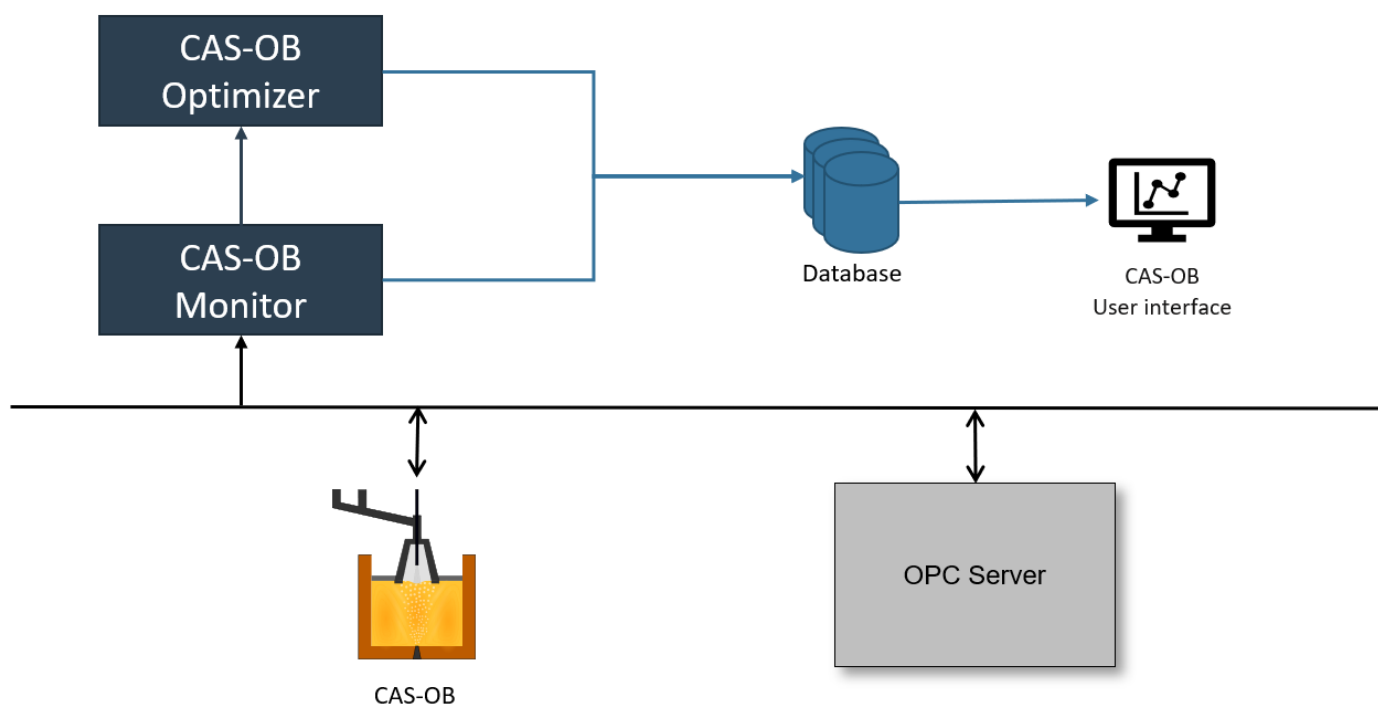 CAS-OB
Optimizer
CAS-OB
Monitor
Database
CAS-OB
User interface
OPC Server
CAS-OB